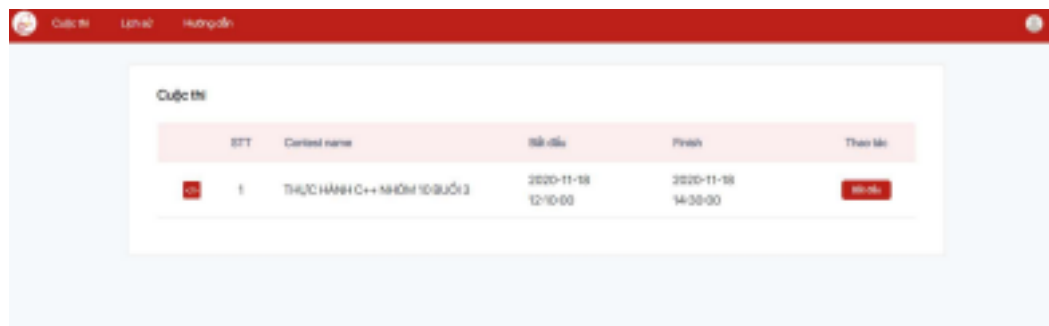 Cuộc thi Lịch sử Hướng dẫn
Cuộc thi
STT Contest name Bắt đầu Finish Thao tác
1 THỰC HÀNH C++ NHÓM 10 BUỔI 3 2020-11-18 2020-11-18 Bắt đầu
12:10:00 14:30:00